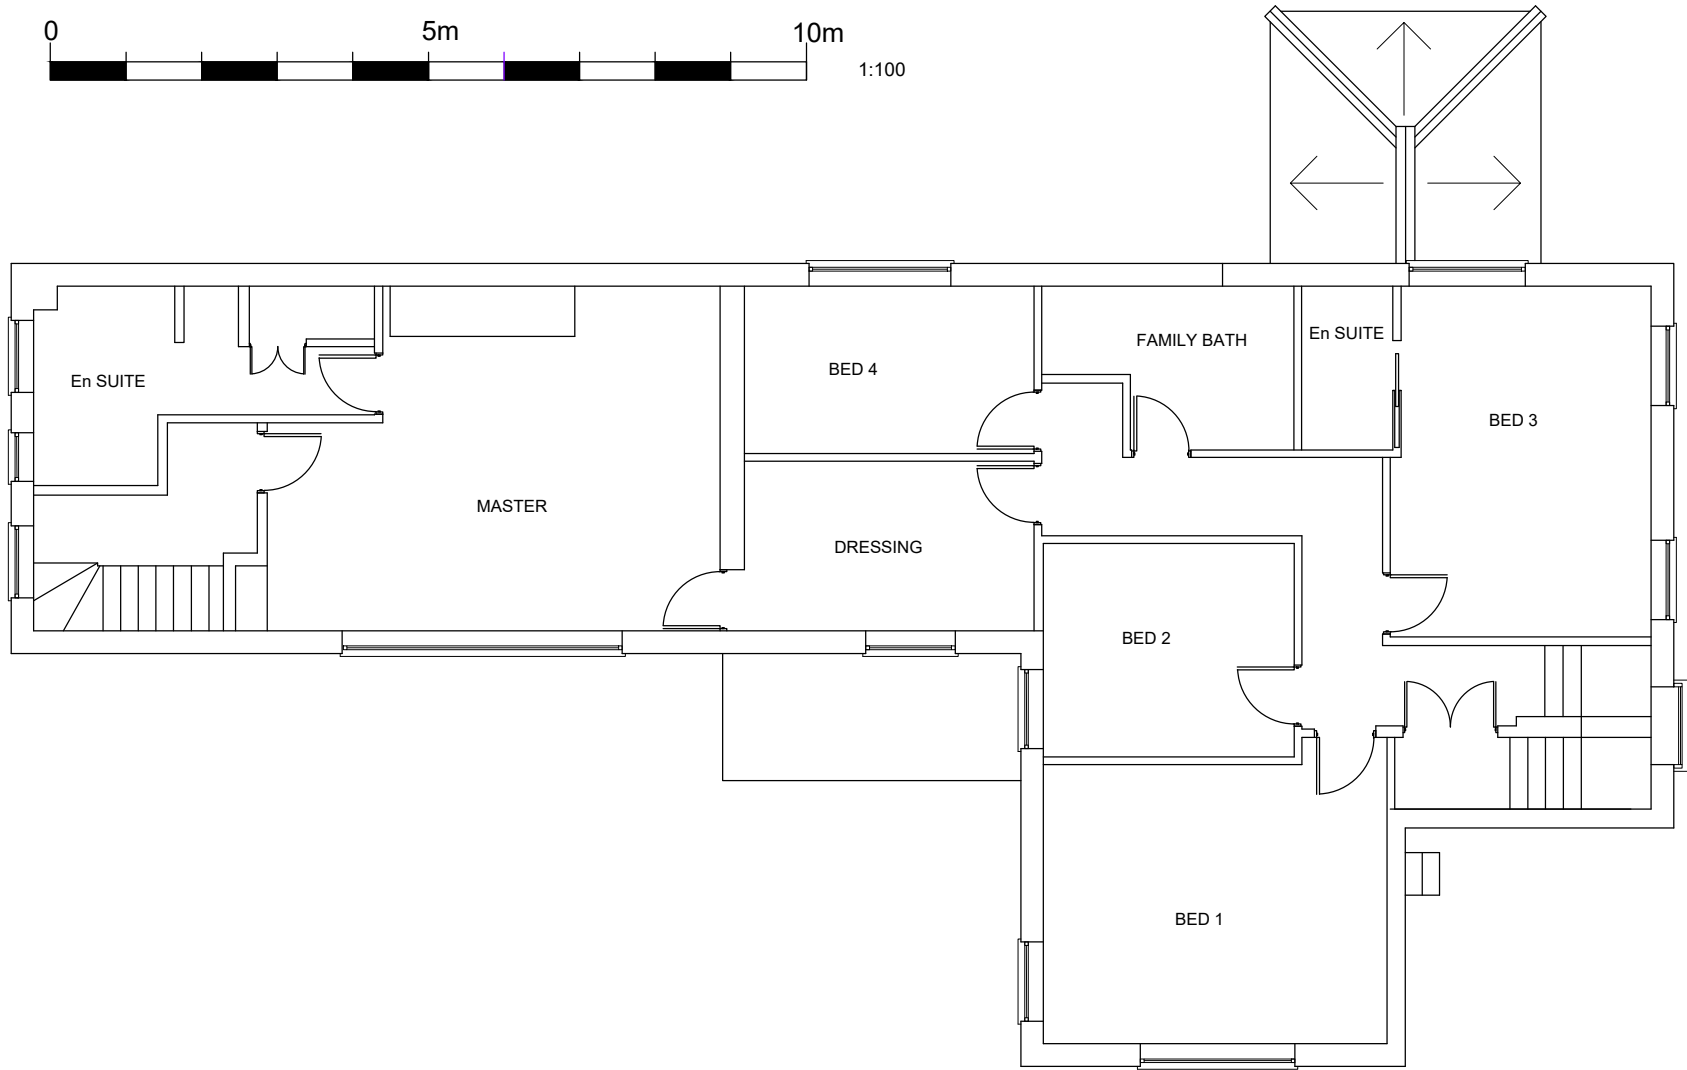 0 5m 10m
1:100
FAMILY BATH En SUITE
BED 4
En SUITE
BED 3
MASTER
DRESSING
BED 2
BED 1